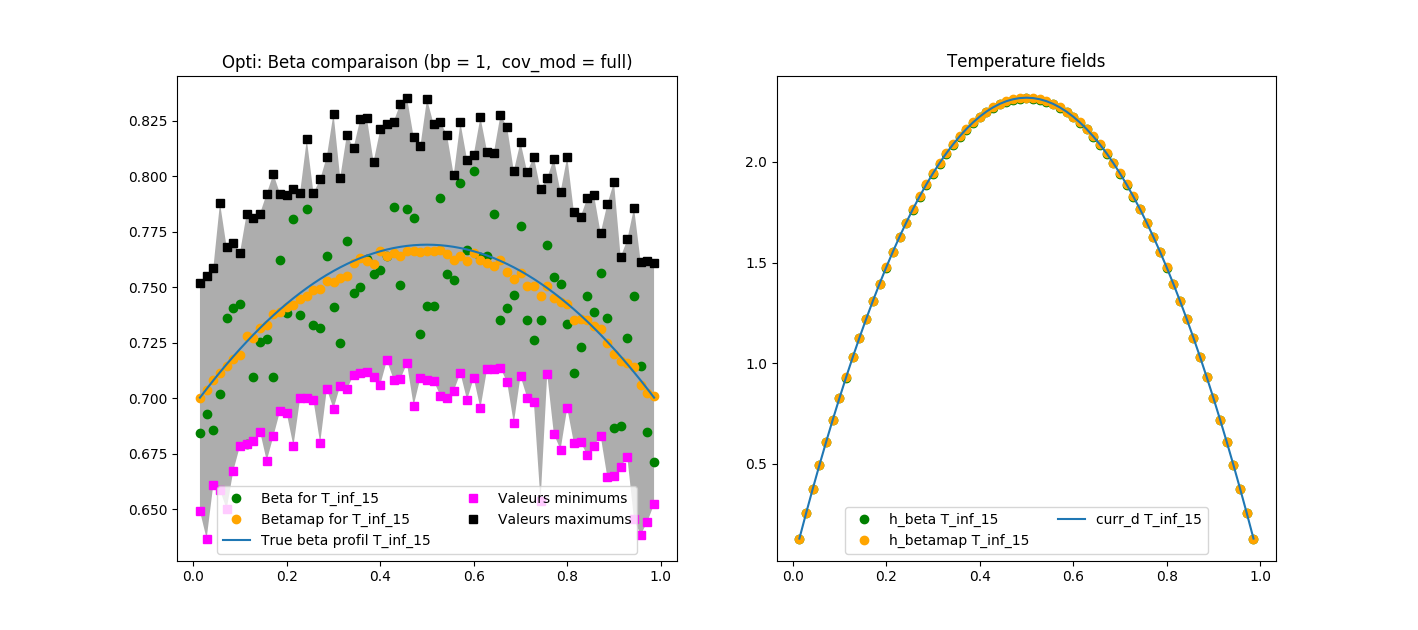 Opti: Beta comparaison (bp = 1, cov_mod = full)
0.825
0.800
0.775
0.750
0.725
0.700
0.675
0.650
0.0
0.2
0.4
0.6
0.8
1.0
Beta for T_inf_15
Betamap for T_inf_15
True beta profil T_inf_15
Valeurs minimums
Valeurs maximums
Temperature fields
2.0
1.5
1.0
0.5
0.0
0.2
0.4
0.6
0.8
1.0
h_beta T_inf_15
h_betamap T_inf_15
curr_d T_inf_15